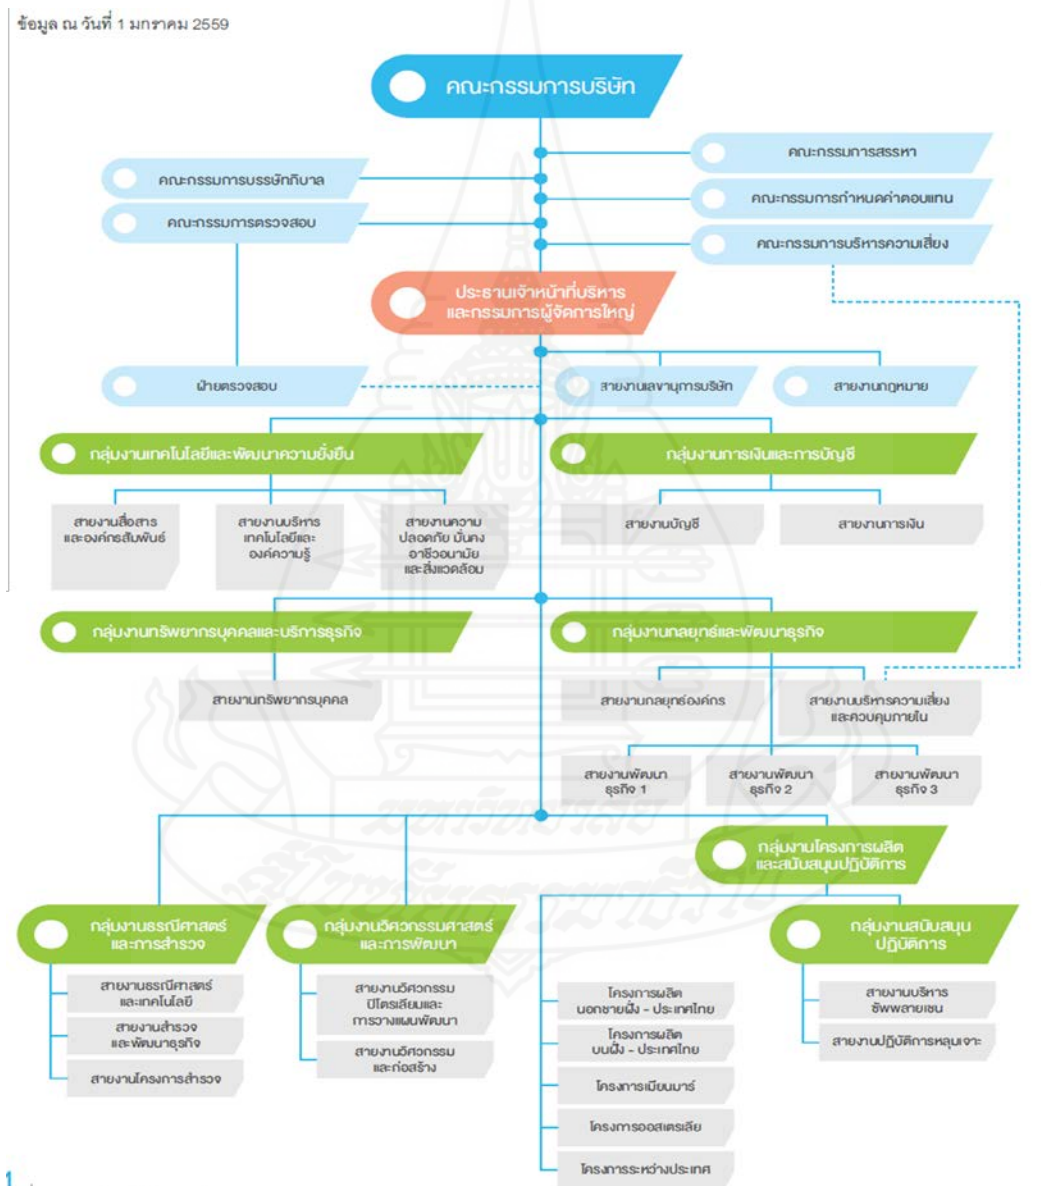 ข้อมูล ณ วันที่ 1 มกราคม 2559
คณะกรรมการบริษัท
คณะกรรมการสรรหา
คณะกรรมการบรรษัทภิบาล
คณะกรรมการกำหนดค่าตอบแทน
คณะกรรมการตรวจสอบ
คณะกรรมการบริหารความเสี่ยง
ประธานเจ้าหน้าที่บริหาร
และกรรมการผู้จัดการใหญ่
ฝ่ายตรวจสอบ
สายงานเลขานุการบริษัท
สายงานกฎหมาย
กลุ่มงานเทคโนโลยีและพัฒนาความยั่งยืน
กลุ่มงานการเงินและการบัญชี
สายงานสื่อสาร
และองค์กรสัมพันธ์
สายงานบริหาร
เทคโนโลยีและ
องค์ความรู้
สายงานความ
ปลอดภัย มั่นคง
อาชีวอนามัย
และสิ่งแวดล้อม
สายงานบัญชี
สายงานการเงิน
กลุ่มงานทรัพยากรบุคคลและบริการธุรกิจ
กลุ่มงานกลยุทธ์และพัฒนาธุรกิจ
สายงานทรัพยากรบุคคล
สายงานกลยุทธ์องค์กร
สายงานบริหารความเสี่ยง
และควบคุมภายใน
สายงานพัฒนา
ธุรกิจ 1
สายงานพัฒนา
ธุรกิจ 2
สายงานพัฒนา
ธุรกิจ 3
กลุ่มงานโครงการผลิต
และสนับสนุนปฏิบัติการ
กลุ่มงานธรณีศาสตร์
และการสำรวจ
กลุ่มงานวิศวกรรมศาสตร์
และการพัฒนา
กลุ่มงานสนับสนุน
ปฏิบัติการ
สายงานธรณีศาสตร์
และเทคโนโลยี
สายงานสำรวจ
และพัฒนาธุรกิจ
สายงานโครงการสำรวจ
สายงานวิศวกรรม
ปิโตรเลียมและ
การวางแผนพัฒนา
สายงานวิศวกรรม
และก่อสร้าง
โครงการผลิต
นอกชายฝั่ง - ประเทศไทย
โครงการผลิต
บนฝั่ง - ประเทศไทย
โครงการเมียนมาร์
โครงการออสเตรเลีย
โครงการระหว่างประเทศ
สายงานบริหาร
ซัพพลายเชน
สายงานปฏิบัติการหลุมเจาะ
1